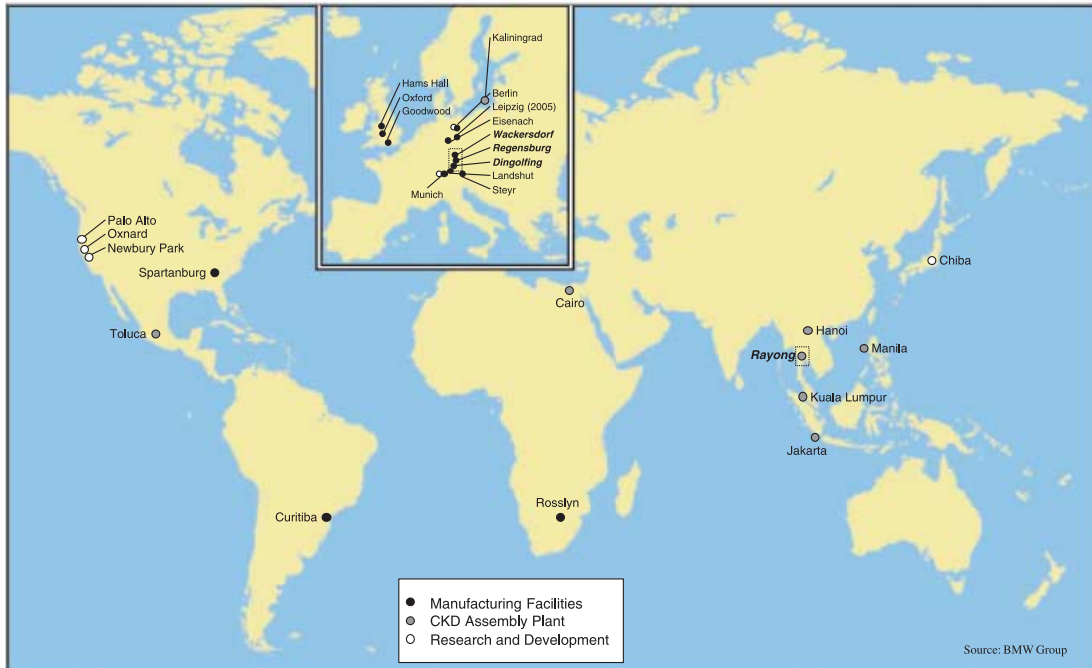 Kaliningrad
Hams Hall
Oxford
Goodwood
Berlin
Leipzig (2005)
Eisenach
Wackersdorf
Regensburg
Dingolfing
Landshut
Munich
Steyr
Palo Alto
Oxnard
Newbury Park
Spartanburg
Chiba
Cairo
Toluca
Hanoi
Manila
Rayong
Kuala Lumpur
Jakarta
Rosslyn
Curitiba
Manufacturing Facilities
CKD Assembly Plant
Research and Development
Source: BMW Group